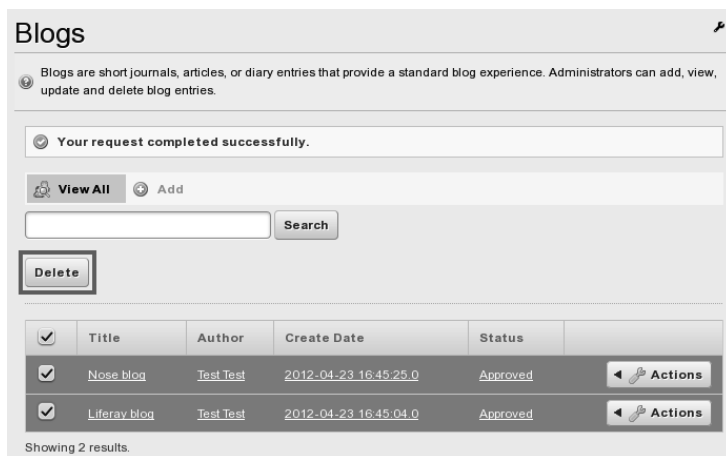 Blogs
Blogs are short journals, articles, or diary entries that provide a standard blog experience. Administrators can add, view,
update and delete blog entries.
Your request completed successfully.
View All Add
Search
Delete
Title Author Create Date Status
Nose blog Test Test 2012-04-23 16:45:25.0 Approved Actions
Liferay blog Test Test 2012-04-23 16:45:04.0 Approved Actions
Showing 2 results.